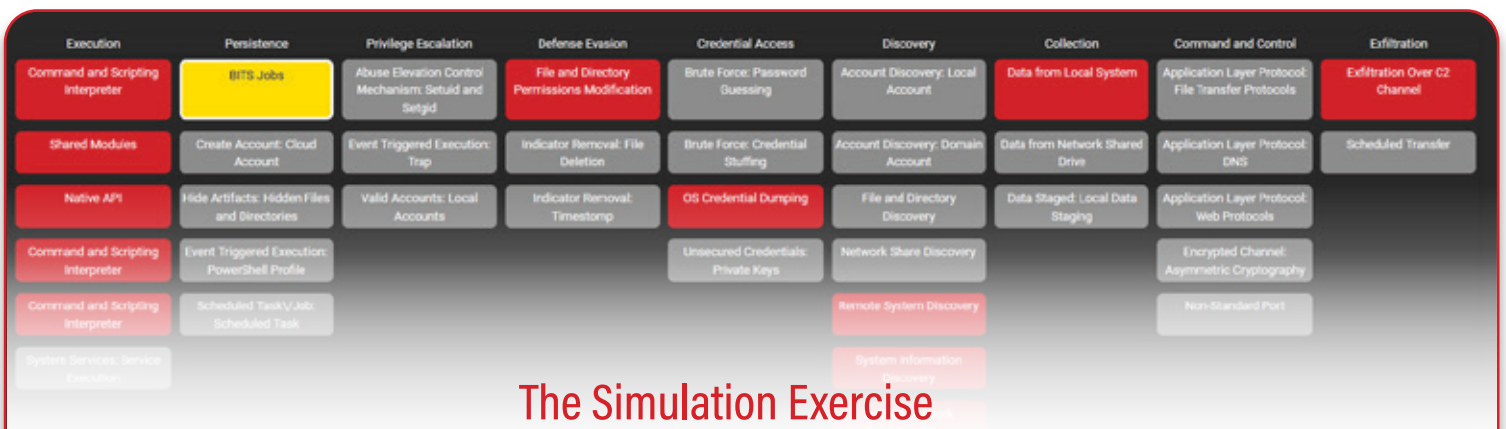 Execution Persistence Privilege Escalation Defense Evasion Credential Access Discovery Collection Command and Control Exfiltration
Command and Scripting
Interpreter
BITS Jobs
Abuse Elevation Control
Mechanism: Setuid and
Setgid
File and Directory
Permissions Modification
Brute Force: Password
Guessing
Account Discovery: Local
Account
Data from Local System
Application Layer Protocol:
File Transfer Protocols
Exfiltration Over C2
Channel
Shared Modules
Create Account: Cloud
Account
Event Triggered Execution:
Trap
Indicator Removal: File
Deletion
Brute Force: Credential
Stuffing
Account Discovery: Domain
Account
Data from Network Shared
Drive
Application Layer Protocol:
DNS
Scheduled Transfer
Native API
Hide Artifacts: Hidden Files
and Directories
Valid Accounts: Local
Accounts
Indicator Removal:
Timestomp
OS Credential Dumping
File and Directory
Discovery
Data Staged: Local Data
Staging
Application Layer Protocol:
Web Protocols
Command and Scripting
Interpreter
Event Triggered Execution:
PowerShell Profile
Unsecured Credentials:
Private Keys
Network Share Discovery
Encrypted Channel:
Asymmetric Cryptography
Command and Scripting
Interpreter
Scheduled Task\/Job:
Scheduled Task
Remote System Discovery
Non-Standard Port
System Services: Service
Execution
System Information
Discovery
The Simulation Exercise